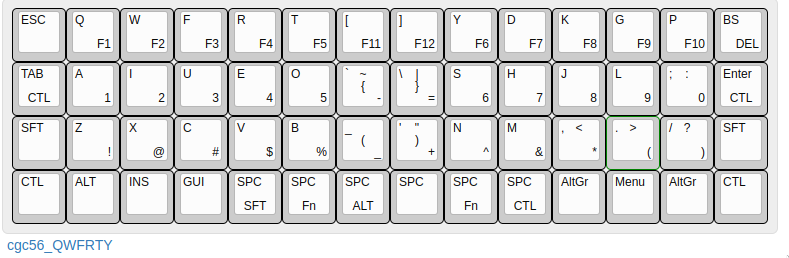 ESC Q W F R T [ ] Y D K G P BS
F1 F2 F3 F4 F5 F11 F12 F6 F7 F8 F9 F10 DEL
TAB A I U E O ` ~ \ | S H J L ; : Enter
{ }
CTL 1 2 3 4 5 - = 6 7 8 9 0 CTL
SFT Z X C V B _ ' " N M , < . > / ? SFT
( )
! @ # $ % _ + ^ & * ( )
CTL ALT INS GUI SPC SPC SPC SPC SPC SPC AltGr Menu AltGr CTL
SFT Fn ALT Fn CTL
cgc56_QWFRTY